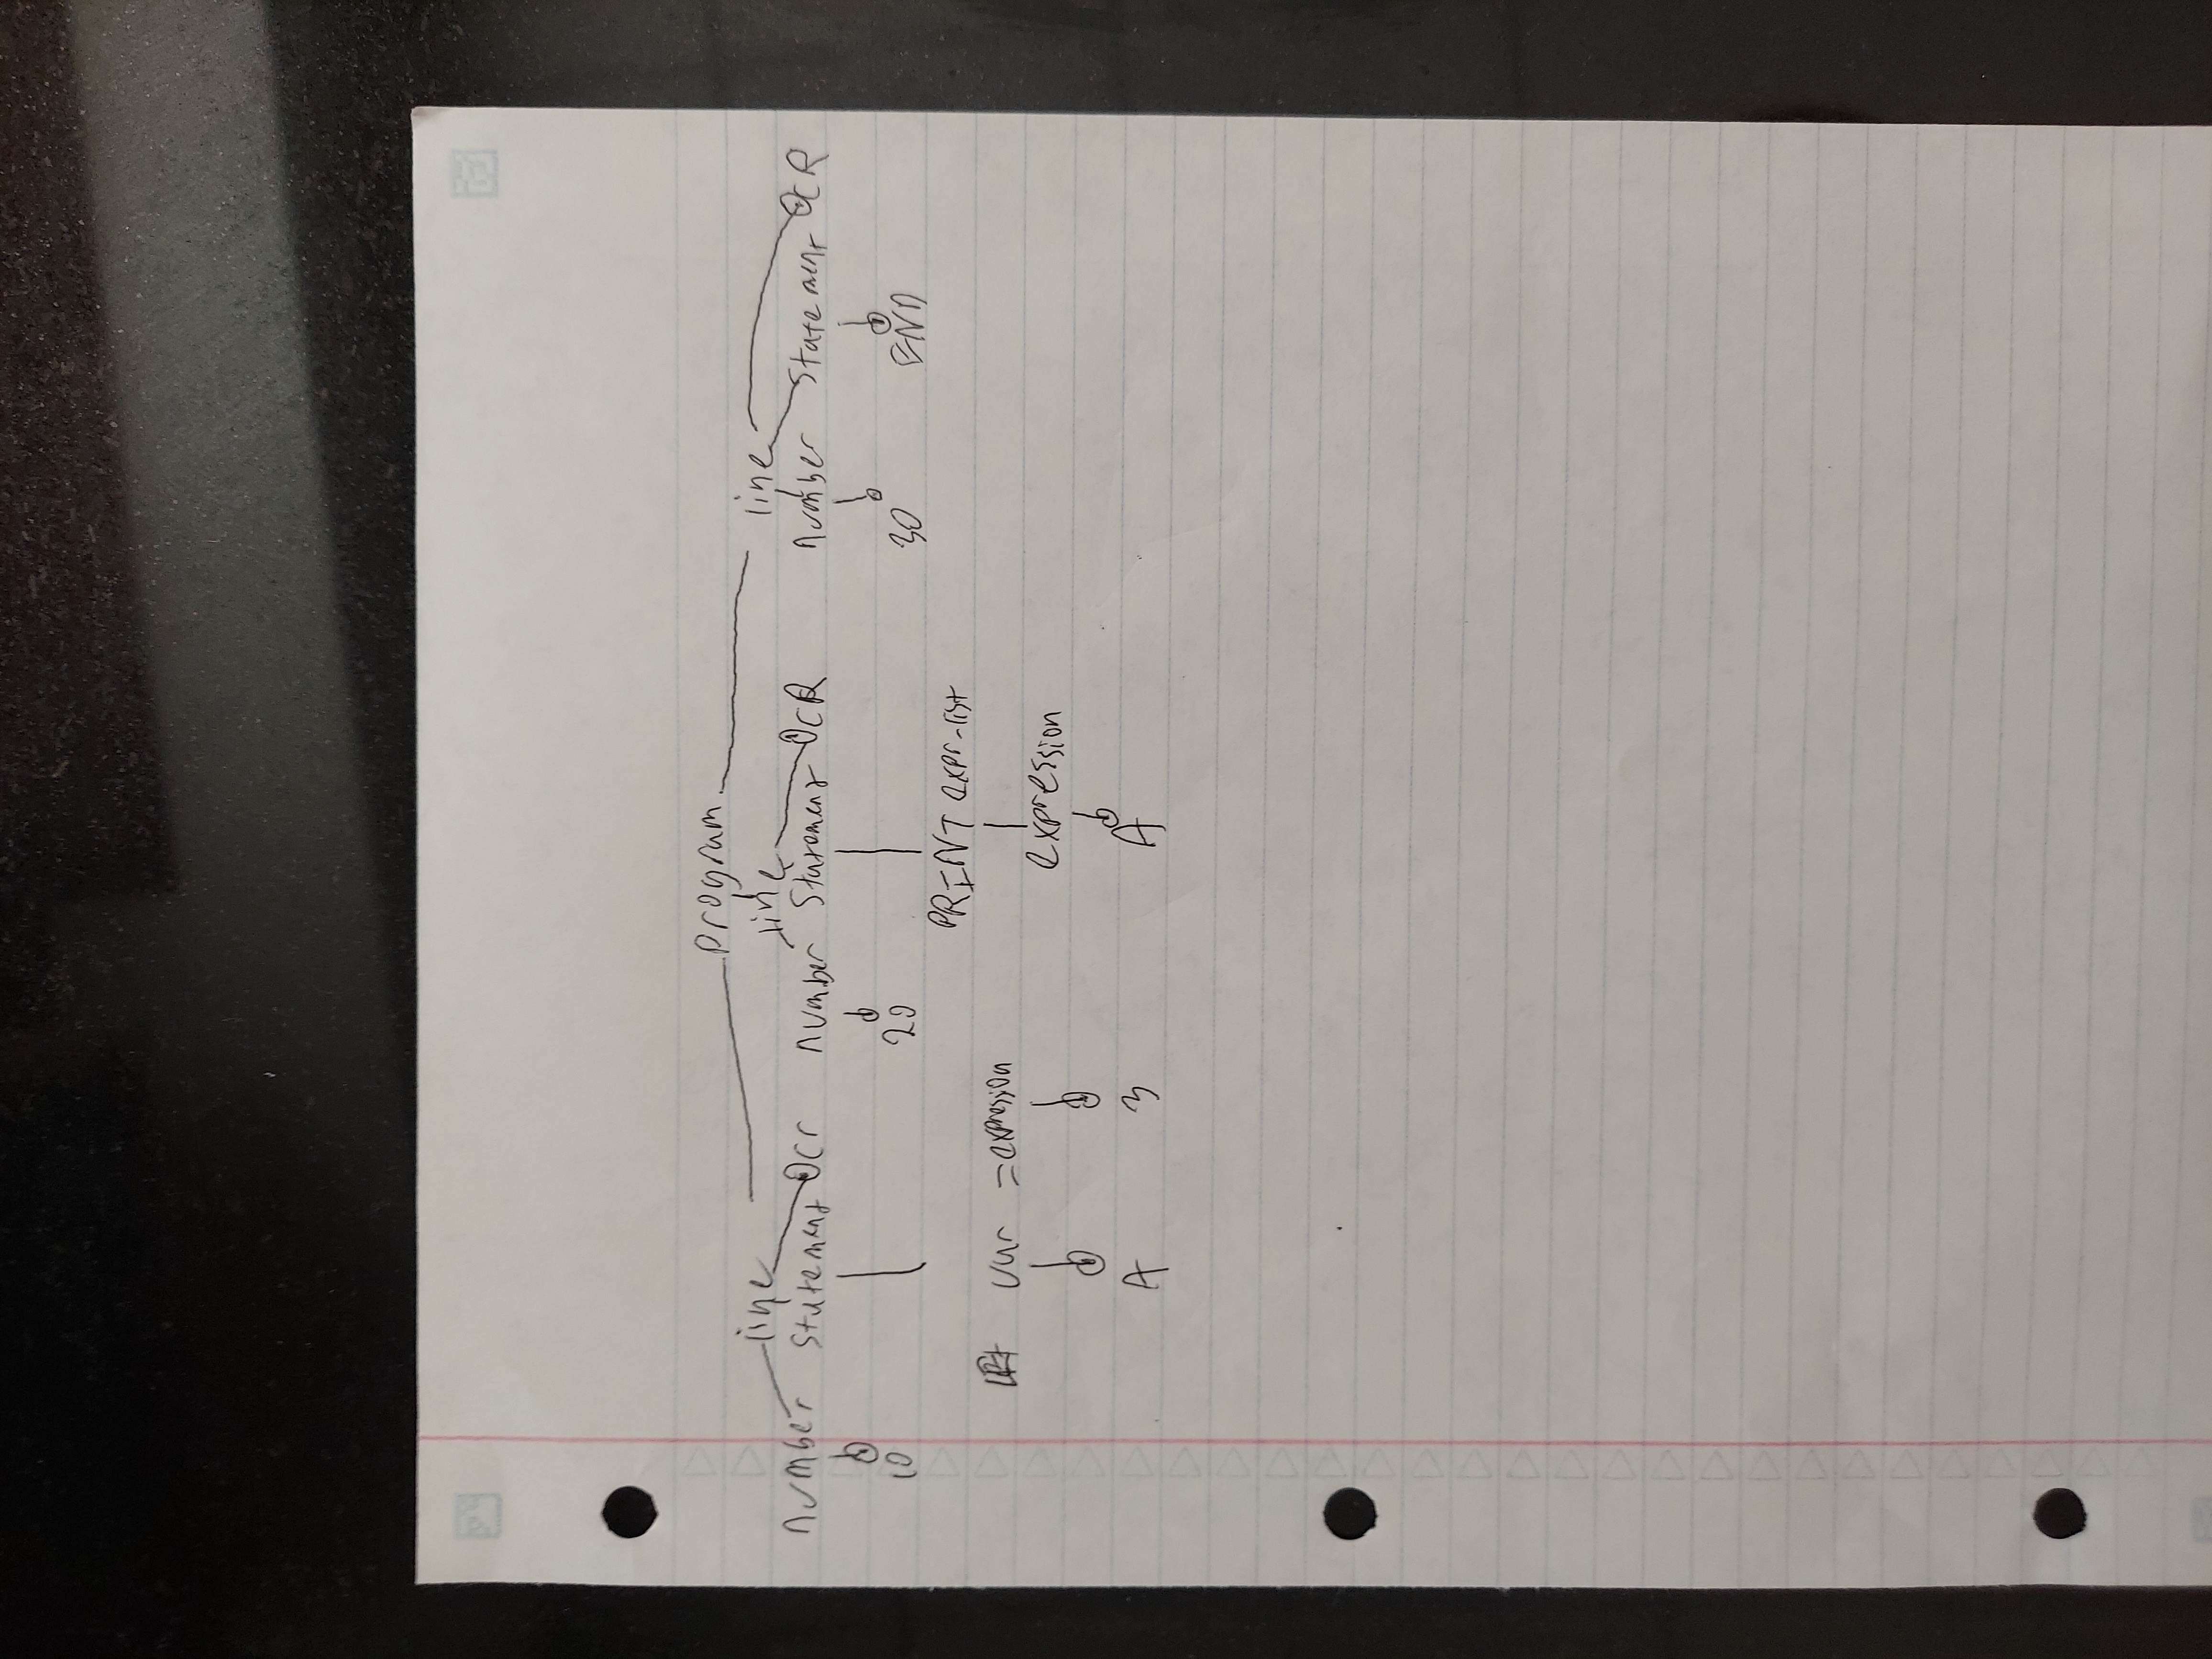 program
line line line
number statement cr number statement CR number statement CR
10 20 30 END
PRINT expr-list
LET var = expression
expression
A 3 A